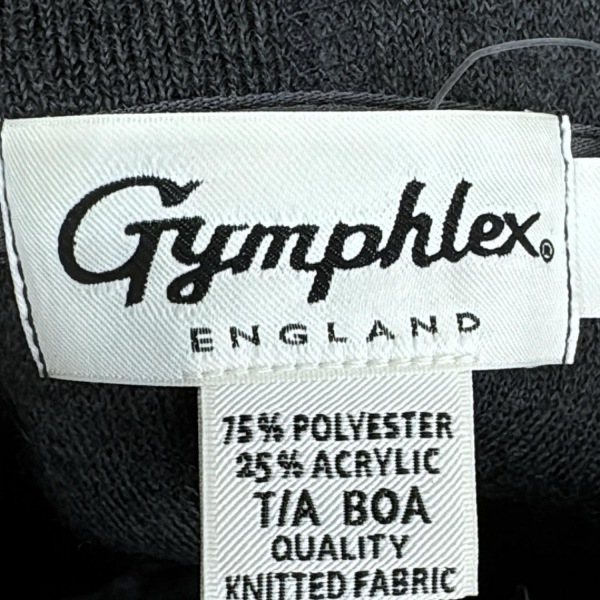 Gymphlex®
ENGLAND
75% POLYESTER
25% ACRYLIC
T/A BOA
QUALITY
KNITTED FABRIC